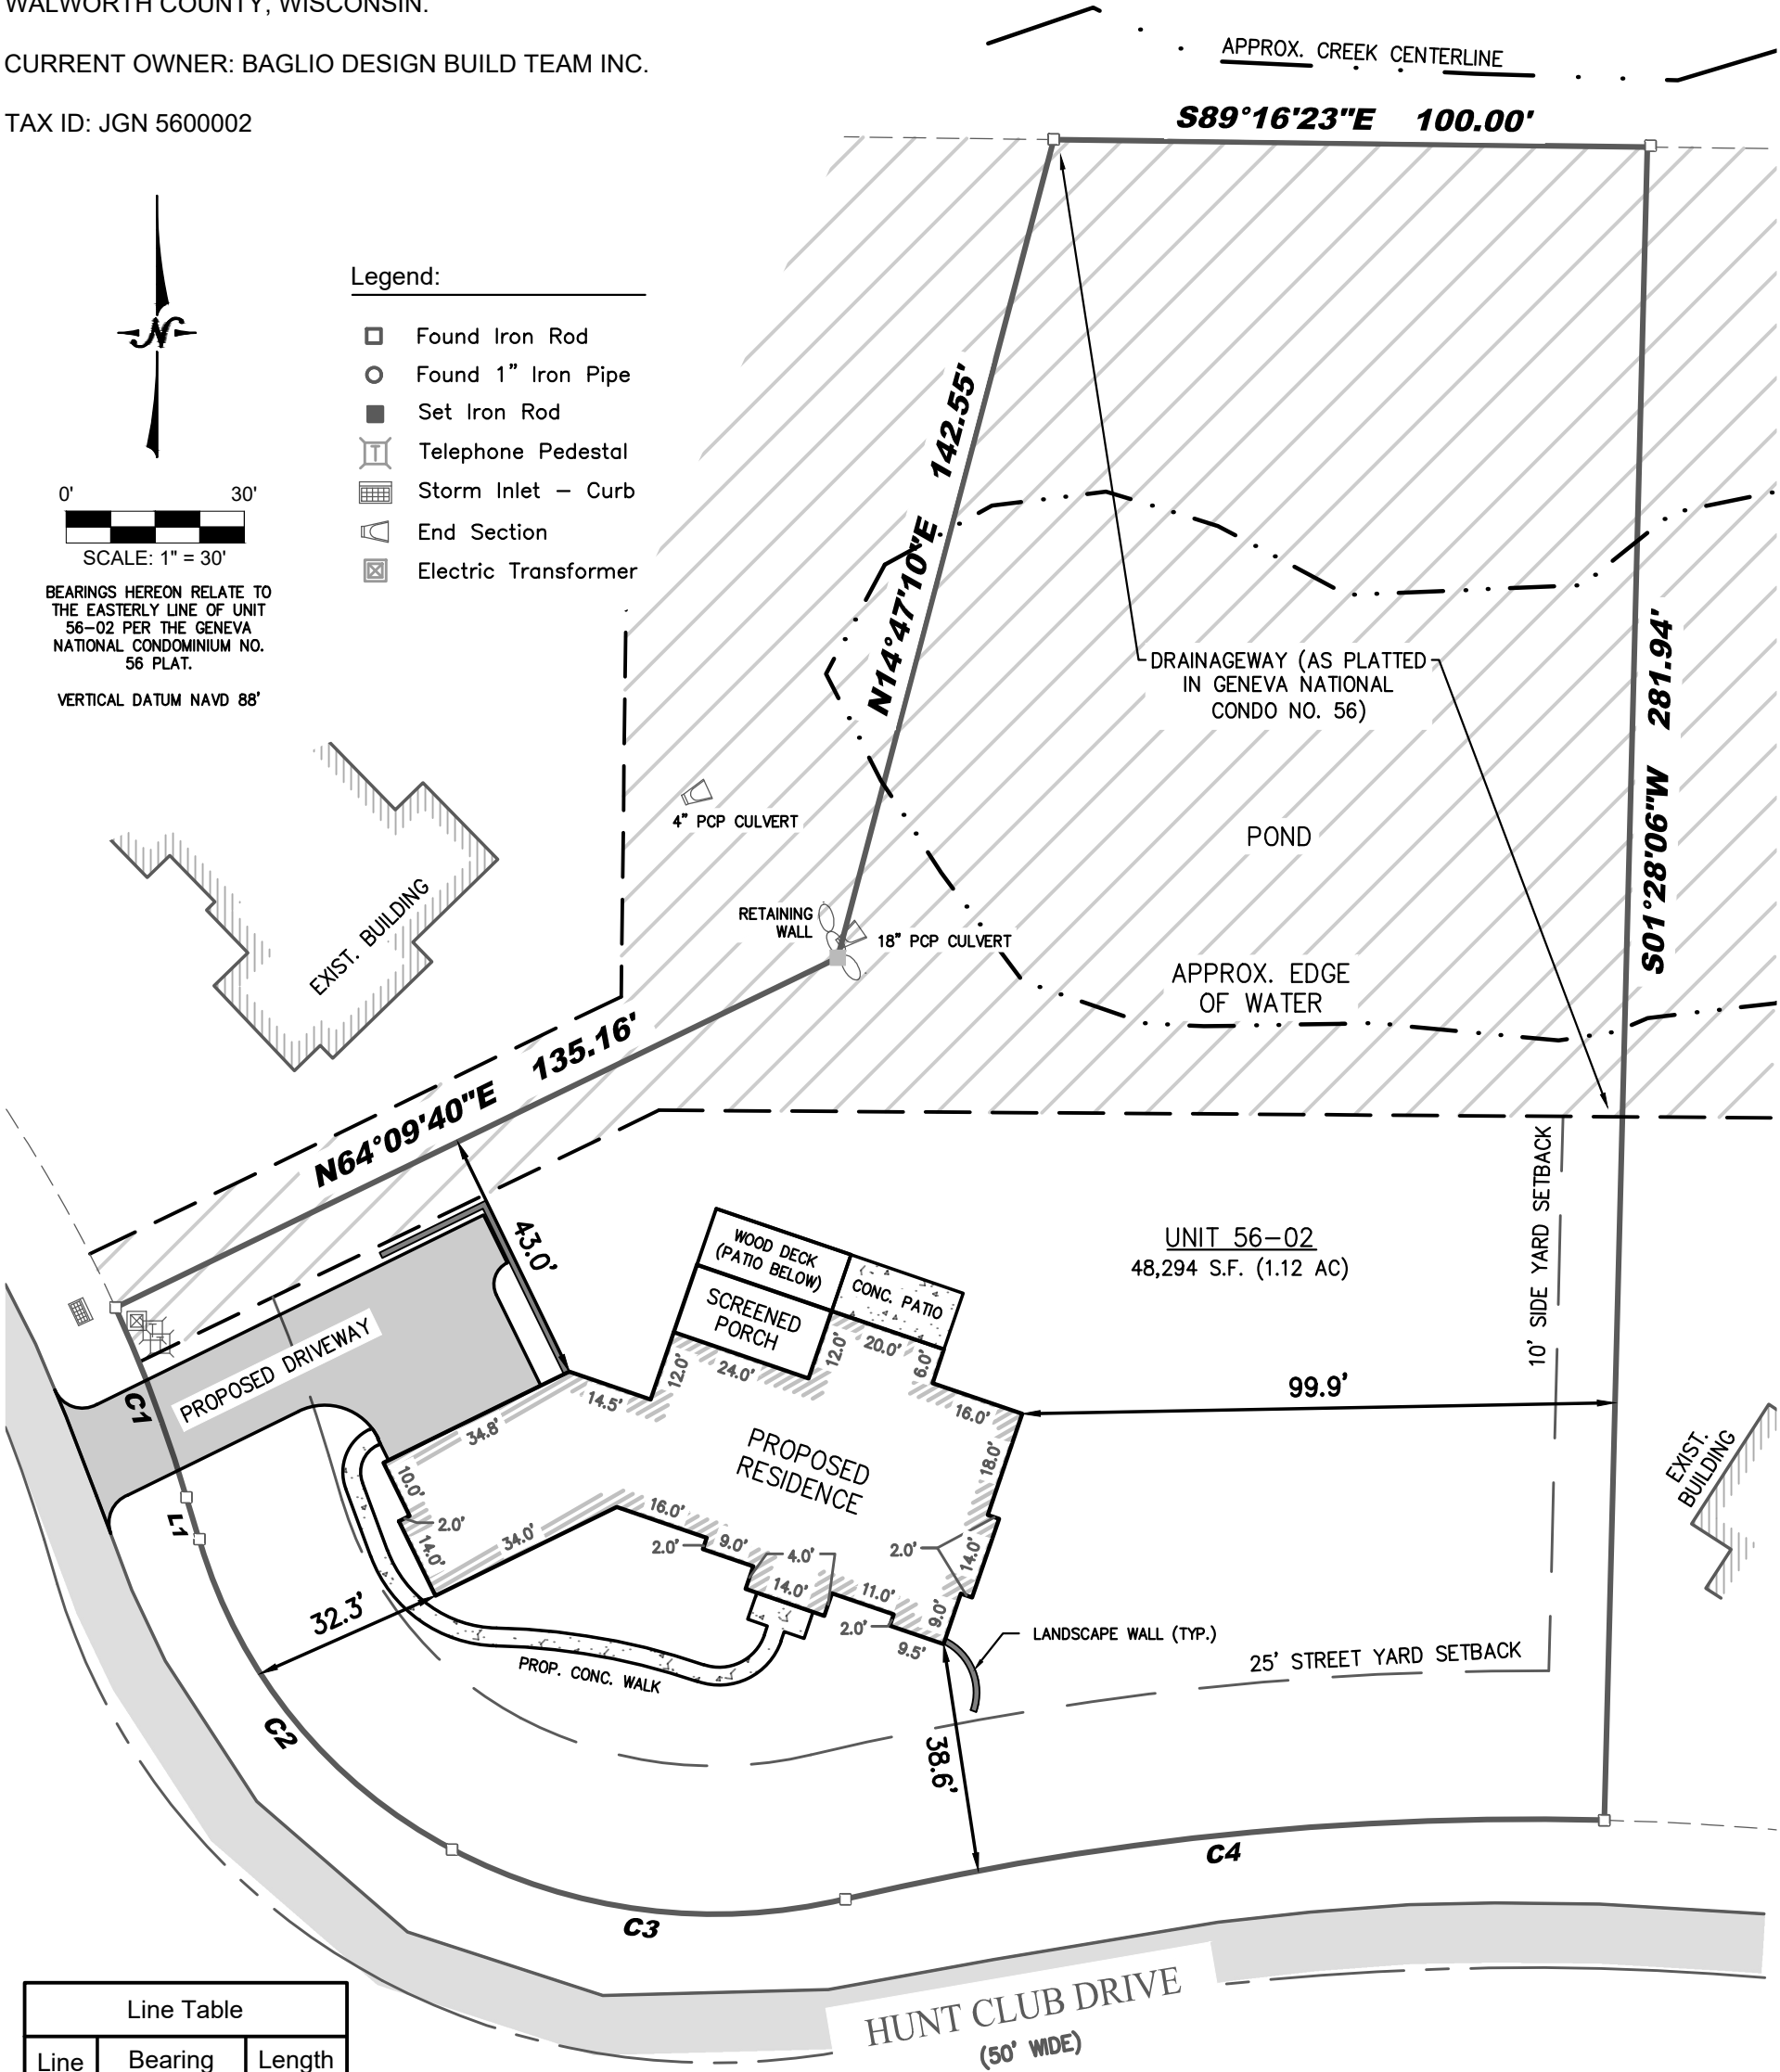 WALWORTH COUNTY, WISCONSIN.
CURRENT OWNER: BAGLIO DESIGN BUILD TEAM INC.
TAX ID: JGN 5600002
APPROX. CREEK CENTERLINE
S89°16'23"E 100.00'
N
Legend:
Found Iron Rod
Found 1" Iron Pipe
Set Iron Rod
T Telephone Pedestal
Storm Inlet – Curb
End Section
Electric Transformer
0' 30'
SCALE: 1" = 30'
BEARINGS HEREON RELATE TO
THE EASTERLY LINE OF UNIT
56–02 PER THE GENEVA
NATIONAL CONDOMINIUM NO.
56 PLAT.
VERTICAL DATUM NAVD 88'
N14°47'10"E 142.55'
DRAINAGEWAY (AS PLATTED
IN GENEVA NATIONAL
CONDO NO. 56)
S01°28'06"W 281.94'
4" PCP CULVERT
POND
EXIST. BUILDING
RETAINING
WALL
18" PCP CULVERT
APPROX. EDGE
OF WATER
N64°09'40"E 135.16'
43.0'
10' SIDE YARD SETBACK
UNIT 56–02
48,294 S.F. (1.12 AC)
WOOD DECK
(PATIO BELOW)
CONC. PATIO
SCREENED
PORCH
12.0'
24.0'
12.0'
20.0'
6.0'
PROPOSED DRIVEWAY
C1
14.5'
16.0'
99.9'
34.8'
PROPOSED
RESIDENCE
18.0'
EXIST.
BUILDING
10.0'
L1
2.0'
14.0'
34.0'
16.0'
2.0'
9.0'
4.0'
14.0'
2.0'
14.0'
11.0'
2.0'
9.0'
9.5'
32.3'
LANDSCAPE WALL (TYP.)
25' STREET YARD SETBACK
PROP. CONC. WALK
C2
38.6'
C4
C3
HUNT CLUB DRIVE
(50' WIDE)
Line Table
Line Bearing Length